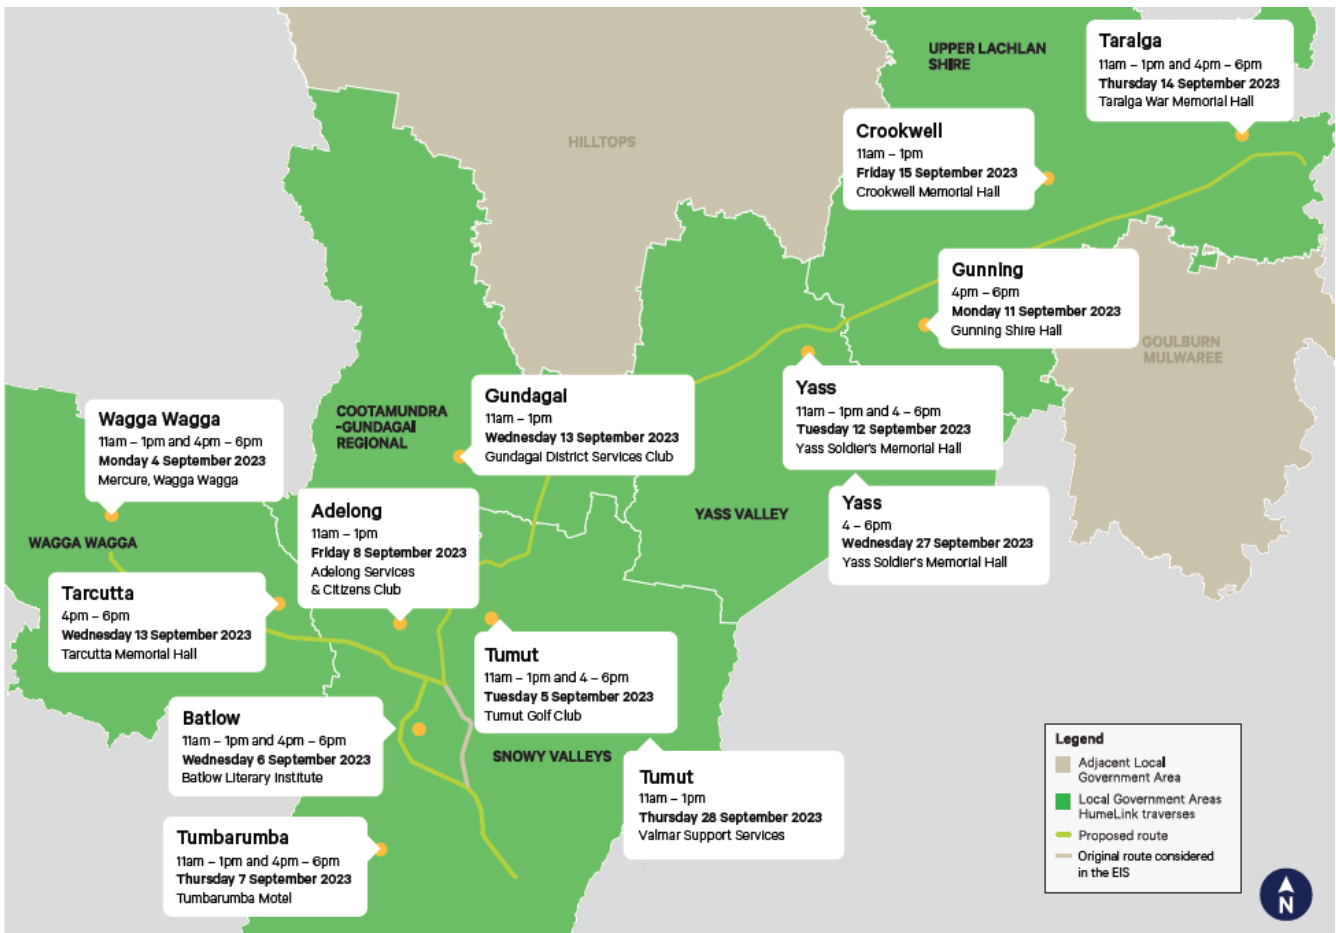 UPPER LACHLAN
SHIRE
Taralga
11am – 1pm and 4pm – 6pm
Thursday 14 September 2023
Taralga War Memorial Hall
HILLTOPS
Crookwell
11am – 1pm
Friday 15 September 2023
Crookwell Memorial Hall
Gunning
4pm – 6pm
Monday 11 September 2023
Gunning Shire Hall
GOULBURN
MULWAREE
Yass
11am – 1pm and 4 – 6pm
Tuesday 12 September 2023
Yass Soldier's Memorial Hall
Gundagai
11am – 1pm
Wednesday 13 September 2023
Gundagai District Services Club
COOTAMUNDRA
-GUNDAGAI
REGIONAL
Wagga Wagga
11am – 1pm and 4pm – 6pm
Monday 4 September 2023
Mercure, Wagga Wagga
WAGGA WAGGA
Adelong
11am – 1pm
Friday 8 September 2023
Adelong Services
& Citizens Club
YASS VALLEY
Yass
4 – 6pm
Wednesday 27 September 2023
Yass Soldier's Memorial Hall
Tarcutta
4pm – 6pm
Wednesday 13 September 2023
Tarcutta Memorial Hall
Tumut
11am – 1pm and 4 – 6pm
Tuesday 5 September 2023
Tumut Golf Club
Batlow
11am – 1pm and 4pm – 6pm
Wednesday 6 September 2023
Batlow Literary Institute
SNOWY VALLEYS
Tumut
11am – 1pm
Thursday 28 September 2023
Valmar Support Services
Tumbarumba
11am – 1pm and 4pm – 6pm
Thursday 7 September 2023
Tumbarumba Motel
Legend
Adjacent Local
Government Area
Local Government Areas
HumeLink traverses
Proposed route
Original route considered
in the EIS
N